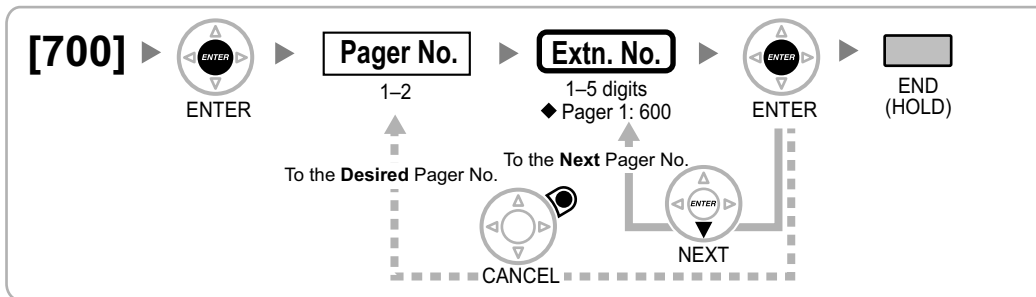 [700]
ENTER
ENTER
Pager No.
1–2
Extn. No.
1–5 digits
◆ Pager 1: 600
ENTER
ENTER
END
(HOLD)
To the Desired Pager No.
To the Next Pager No.
CANCEL
ENTER
NEXT